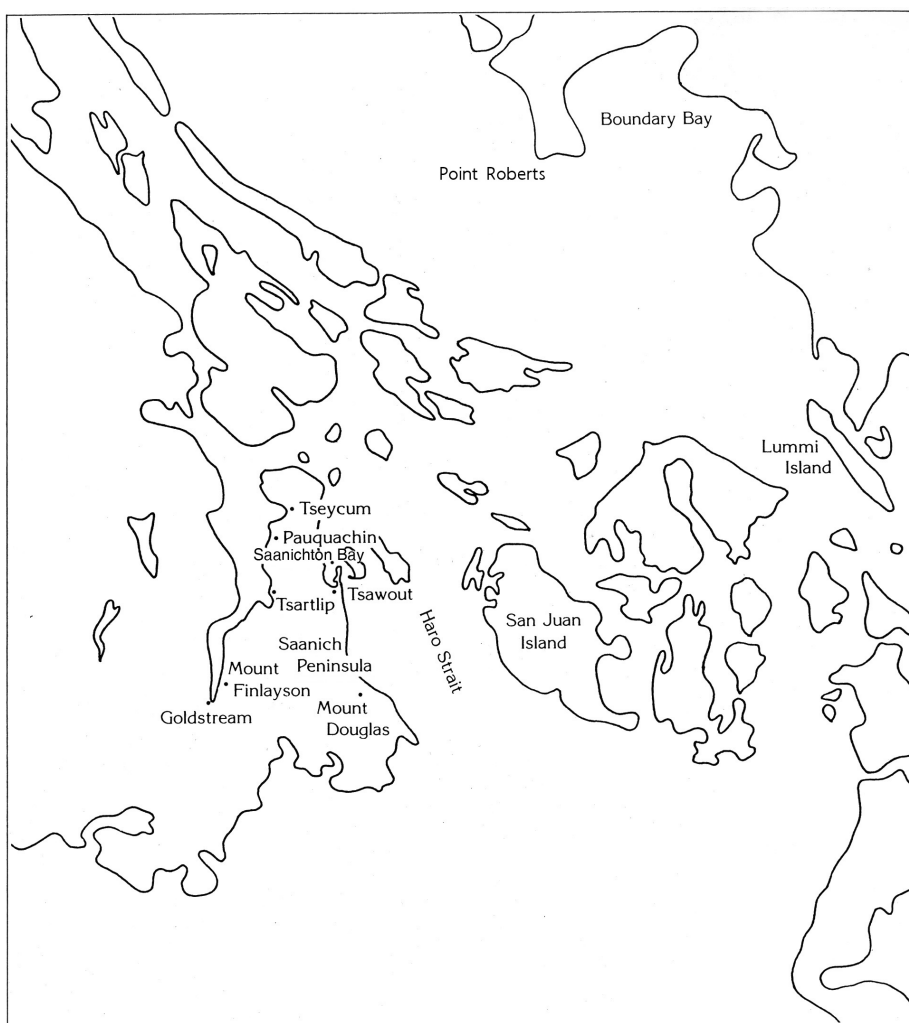 Boundary Bay
Point Roberts
Lummi
Island
Tseycum
Pauquachin
Saanichton Bay
Tsartlip
Tsawout
San Juan
Island
Haro Strait
Saanich
Peninsula
Mount
Finlayson
Goldstream
Mount
Douglas